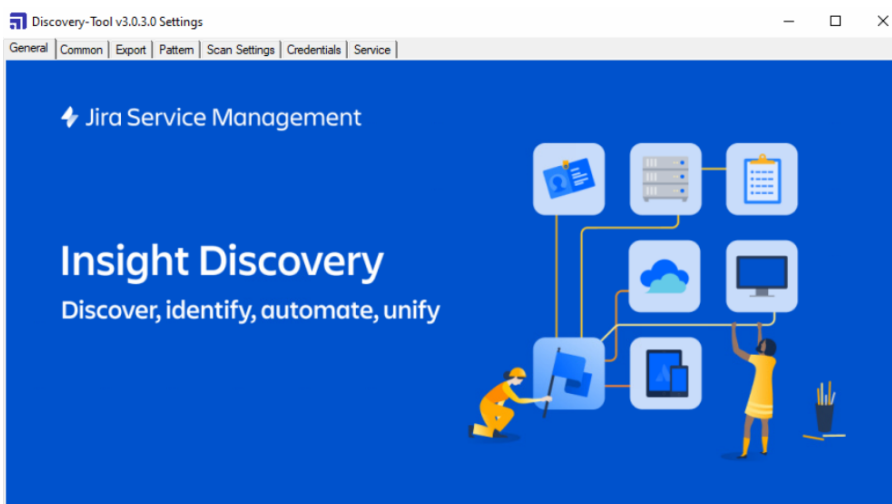 Discovery-Tool v3.0.3.0 Settings
General Common Export Pattern Scan Settings Credentials Service
Jira Service Management
Insight Discovery
Discover, identify, automate, unify